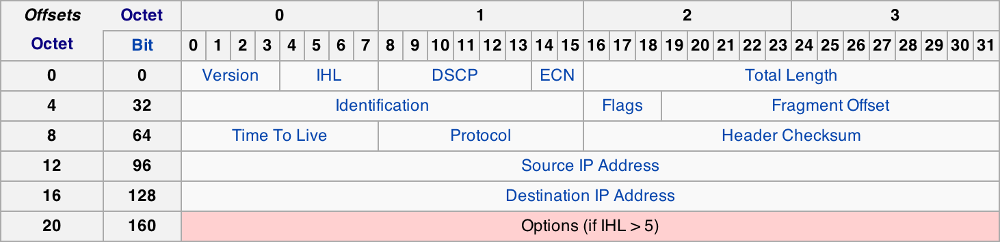 Offsets Octet 0 1 2 3
Octet Bit 0 1 2 3 4 5 6 7 8 9 10 11 12 13 14 15 16 17 18 19 20 21 22 23 24 25 26 27 28 29 30 31
0 0 Version IHL DSCP ECN Total Length
4 32 Identification Flags Fragment Offset
8 64 Time To Live Protocol Header Checksum
12 96 Source IP Address
16 128 Destination IP Address
20 160 Options (if IHL > 5)